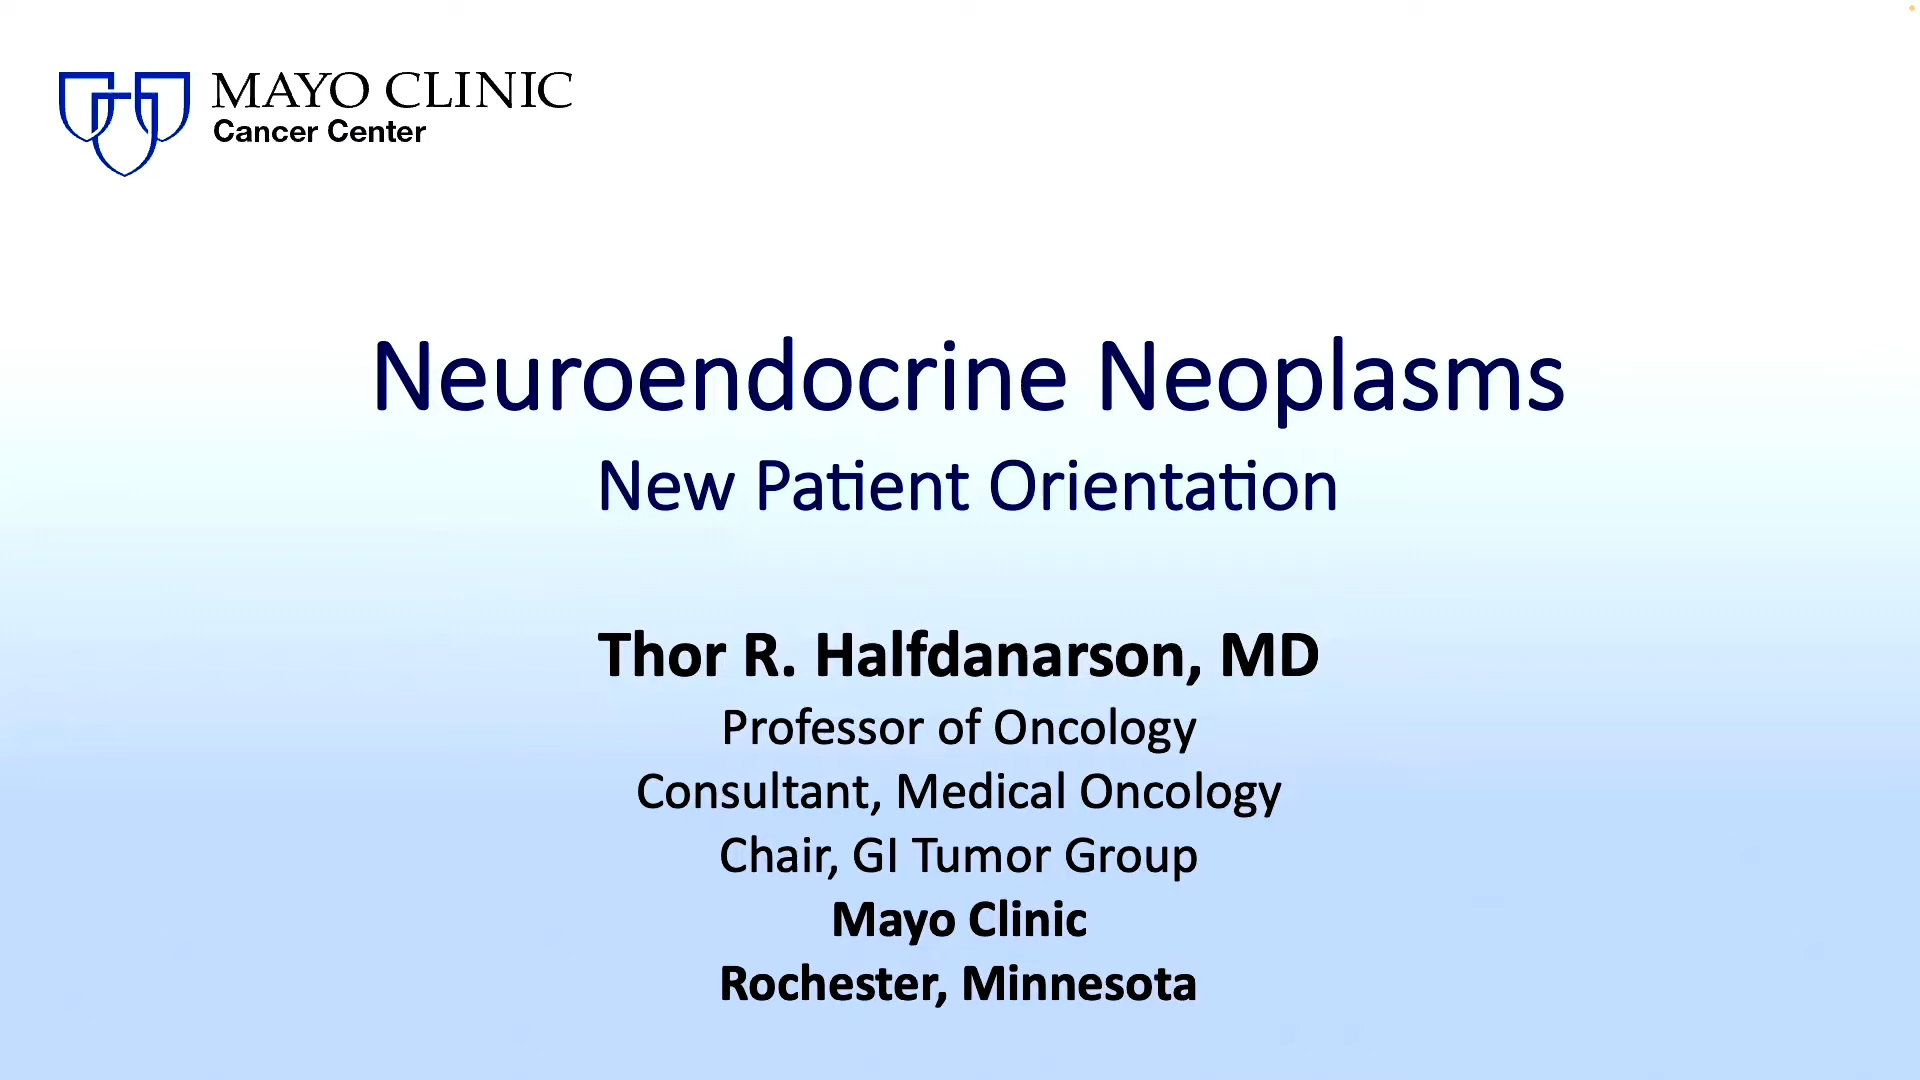 MAYO CLINIC
Cancer Center
Neuroendocrine Neoplasms
New Patient Orientation
Thor R. Halfdanarson, MD
Professor of Oncology
Consultant, Medical Oncology
Chair, GI Tumor Group
Mayo Clinic
Rochester, Minnesota